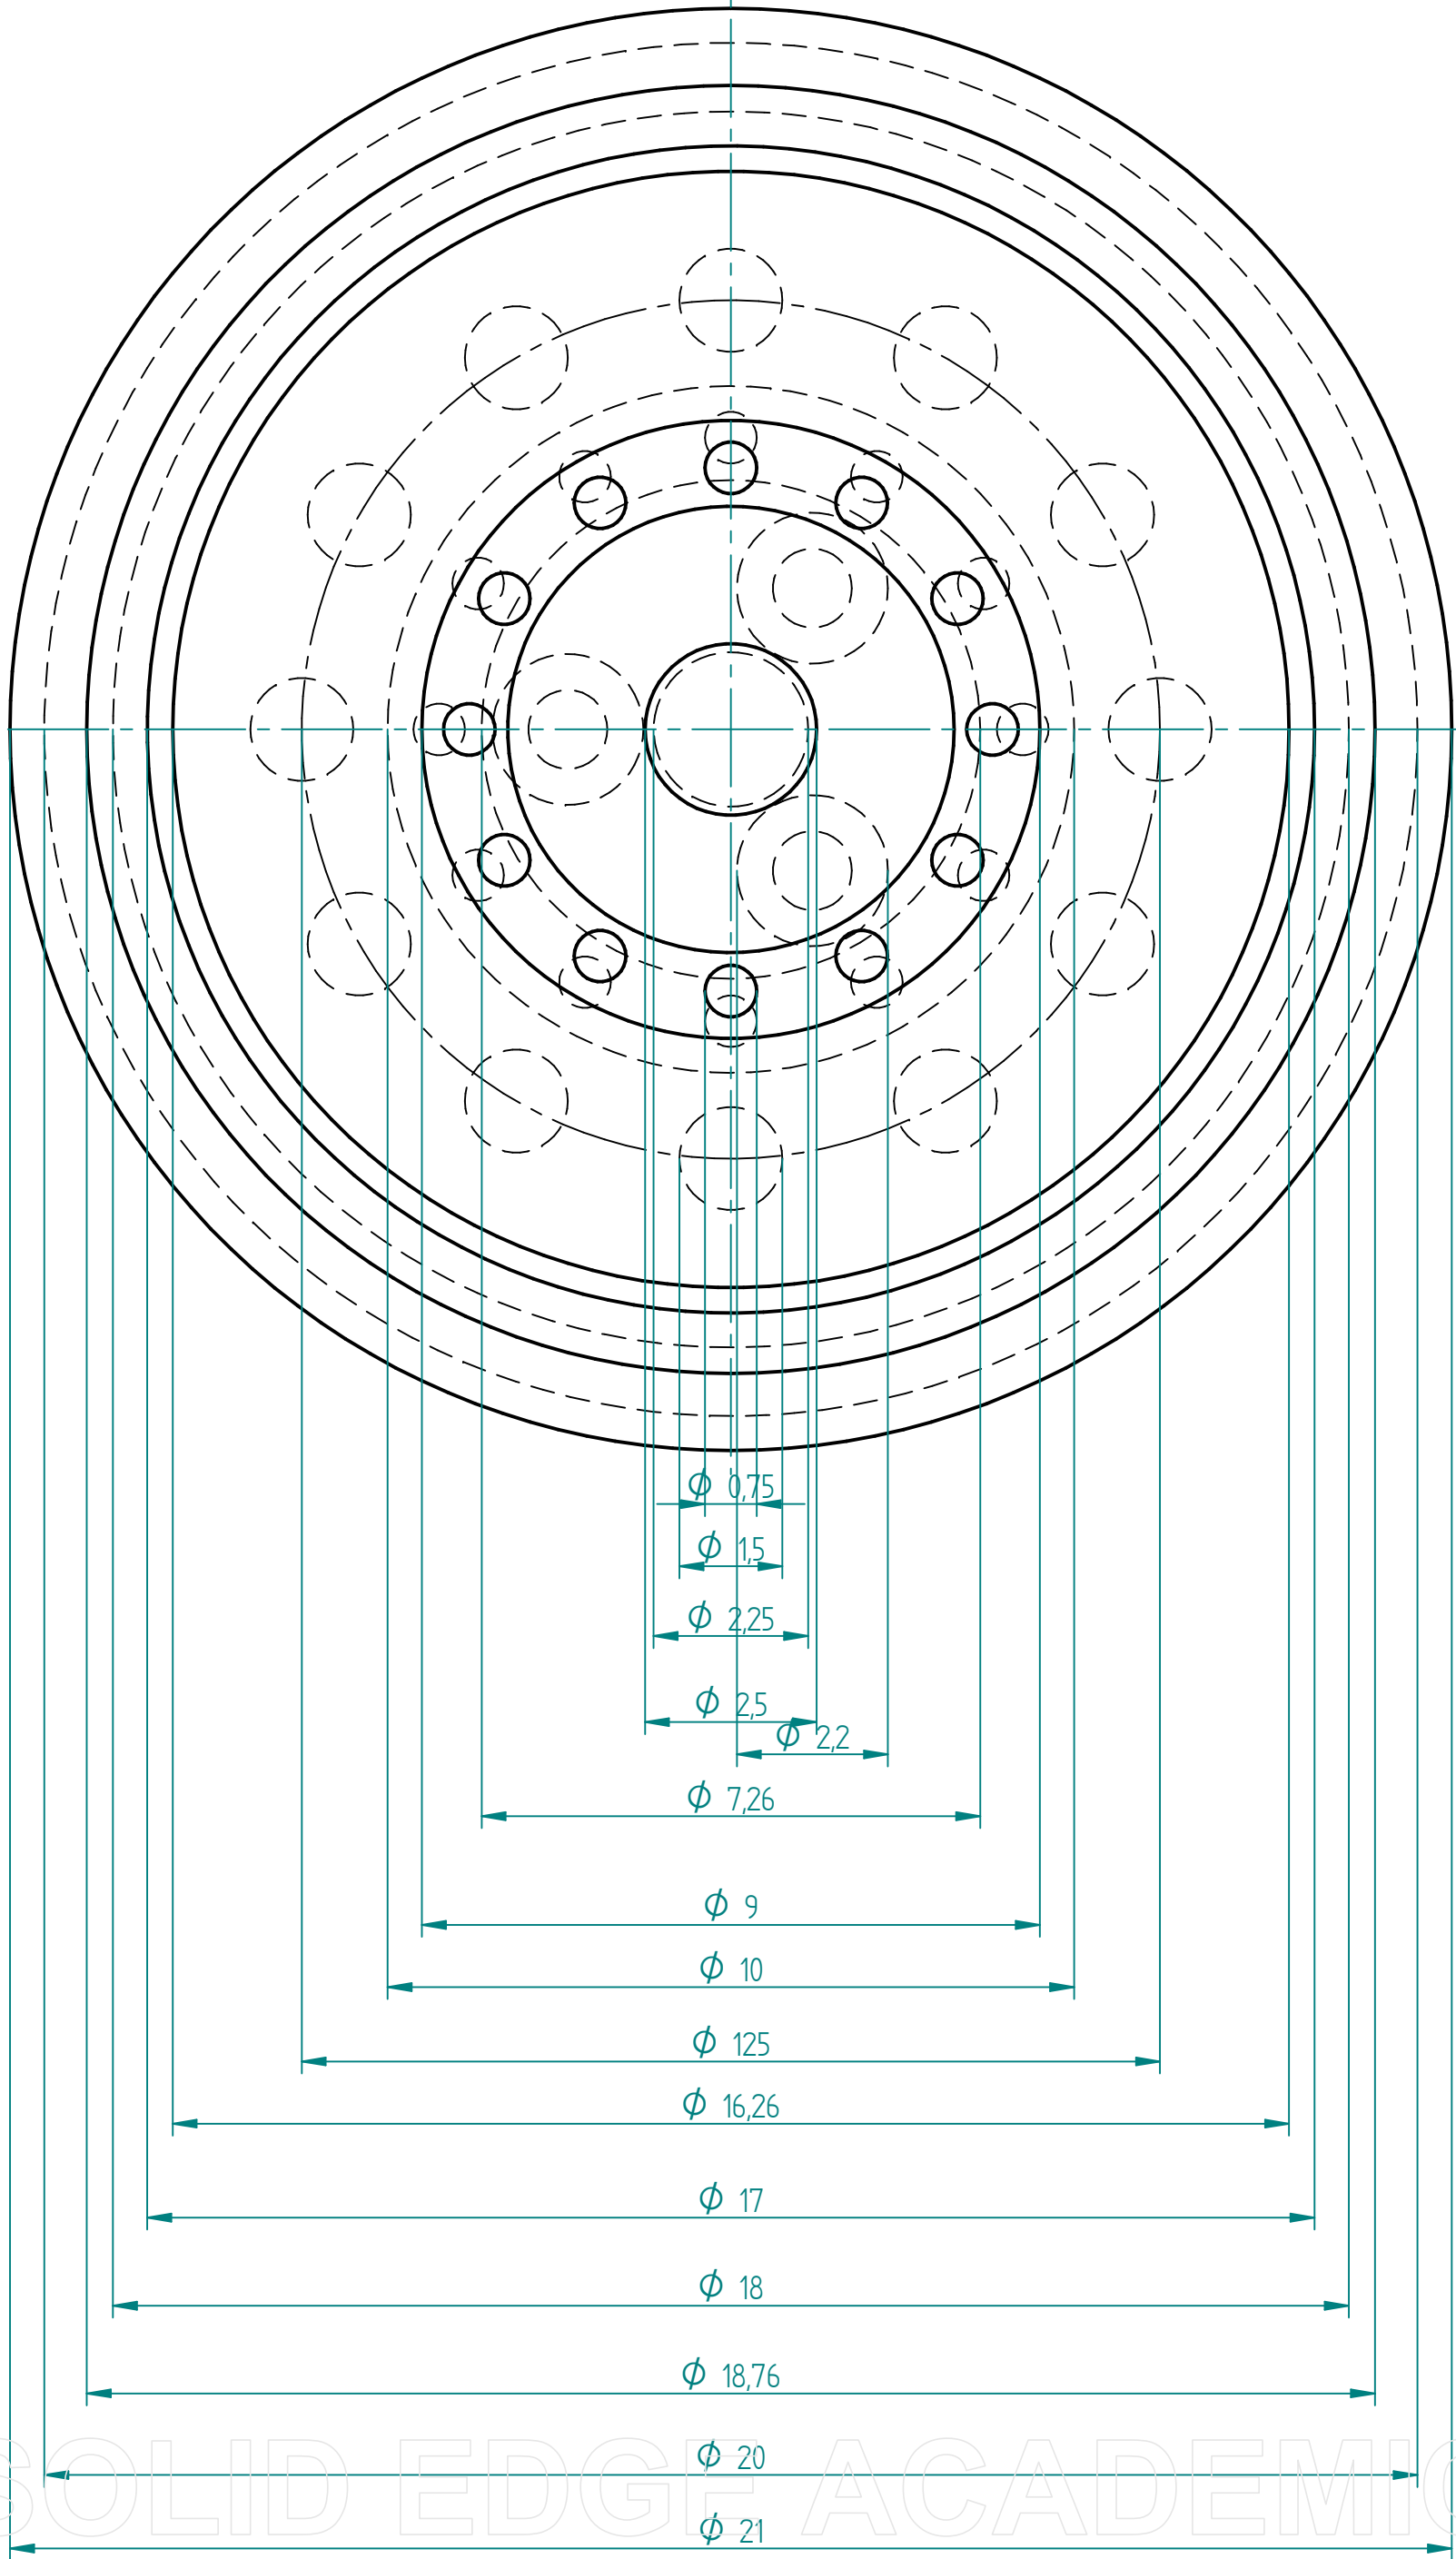 ϕ 0,75
ϕ 1,5
ϕ 2,25
ϕ 2,5
ϕ 2,2
ϕ 7,26
ϕ 9
ϕ 10
ϕ 125
ϕ 16,26
ϕ 17
ϕ 18
ϕ 18,76
ϕ 20
SOLID EDGE ACADEMIC
ϕ 21